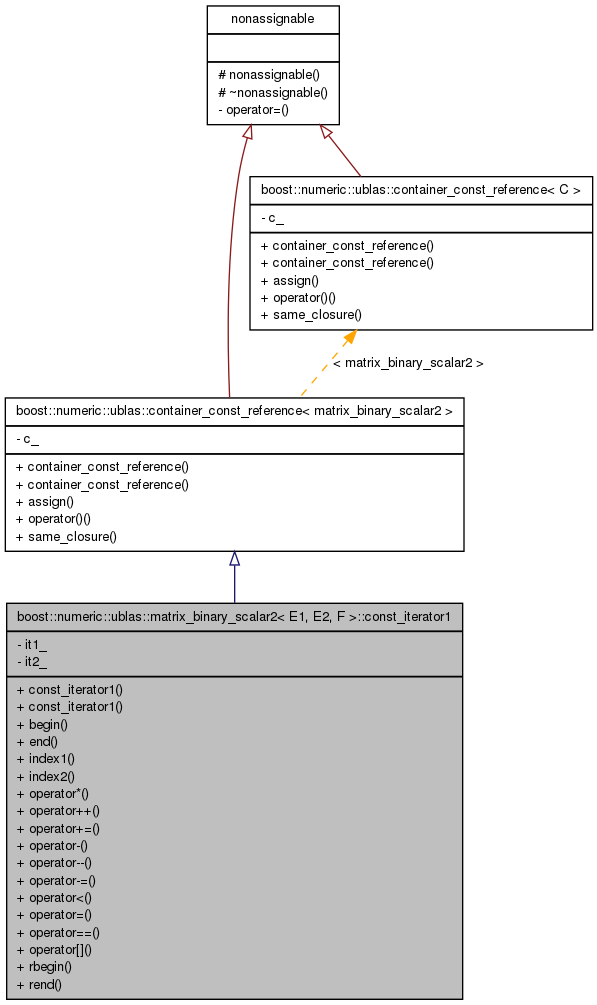 nonassignable
# nonassignable()
# ~nonassignable()
- operator=()
boost::numeric::ublas::container_const_reference< C >
- c_
+ container_const_reference()
+ container_const_reference()
+ assign()
+ operator()()
+ same_closure()
< matrix_binary_scalar2 >
boost::numeric::ublas::container_const_reference< matrix_binary_scalar2 >
- c_
+ container_const_reference()
+ container_const_reference()
+ assign()
+ operator()()
+ same_closure()
boost::numeric::ublas::matrix_binary_scalar2< E1, E2, F >::const_iterator1
- it1_
- it2_
+ const_iterator1()
+ const_iterator1()
+ begin()
+ end()
+ index1()
+ index2()
+ operator*()
+ operator++()
+ operator+=()
+ operator-()
+ operator--()
+ operator-=()
+ operator<()
+ operator=()
+ operator==()
+ operator[]()
+ rbegin()
+ rend()